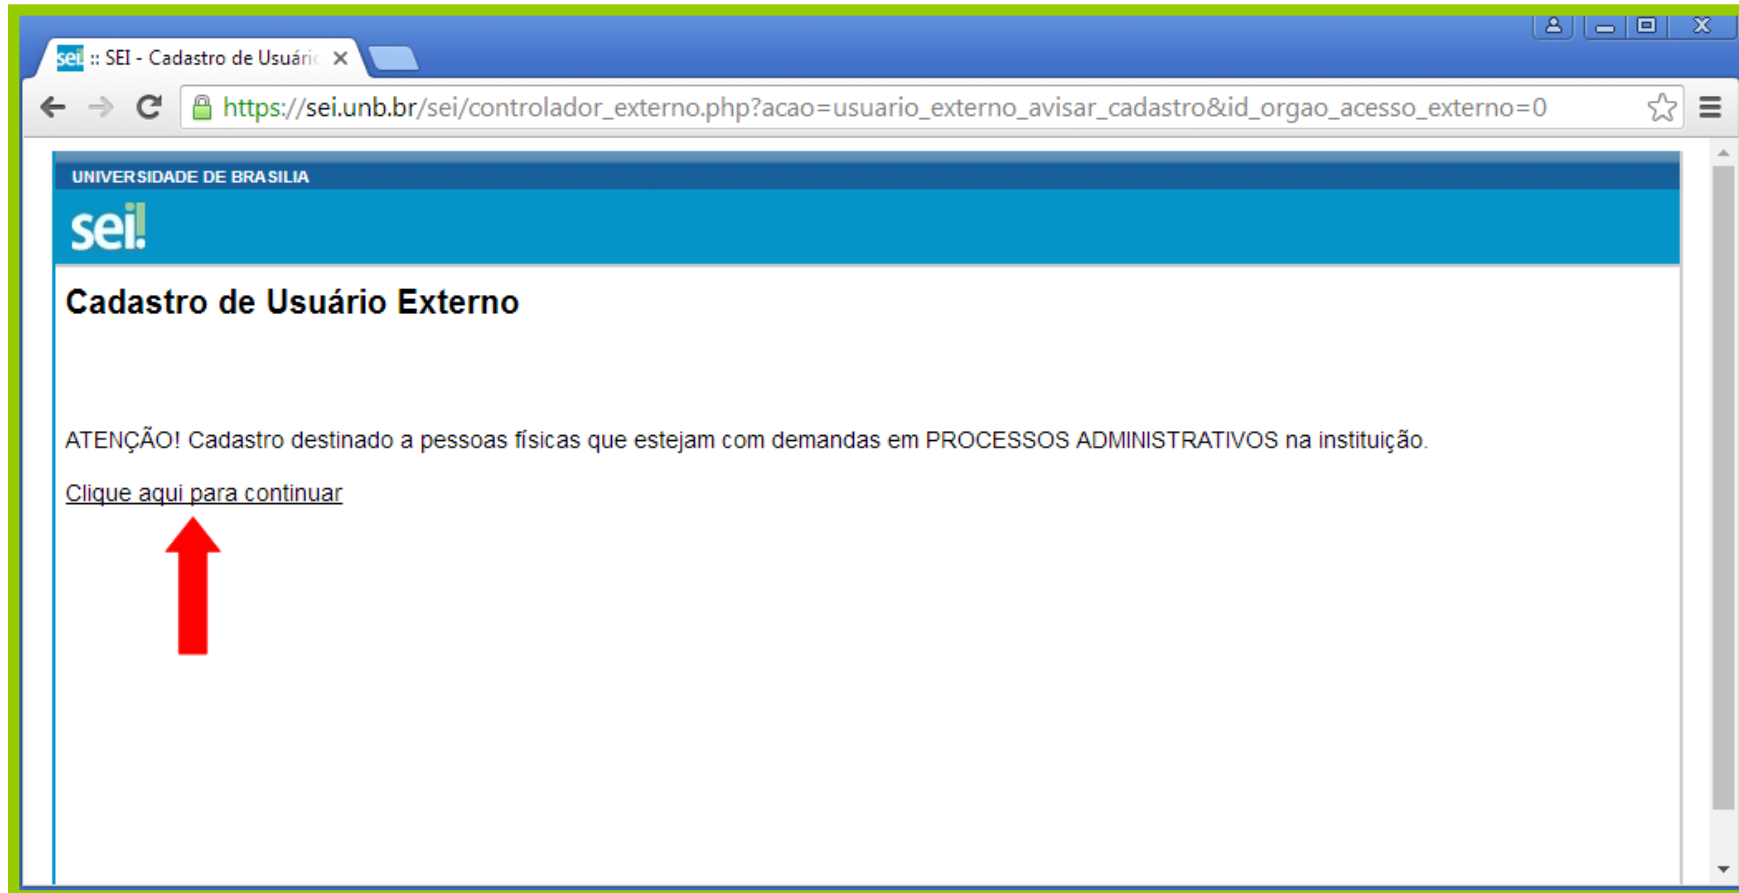 sei! :: SEI - Cadastro de Usuário
https://sei.unb.br/sei/controlador_externo.php?acao=usuario_externo_avisar_cadastro&id_orgao_acesso_externo=0
UNIVERSIDADE DE BRASILIA
sei!
Cadastro de Usuário Externo
ATENÇÃO! Cadastro destinado a pessoas físicas que estejam com demandas em PROCESSOS ADMINISTRATIVOS na instituição.
Clique aqui para continuar